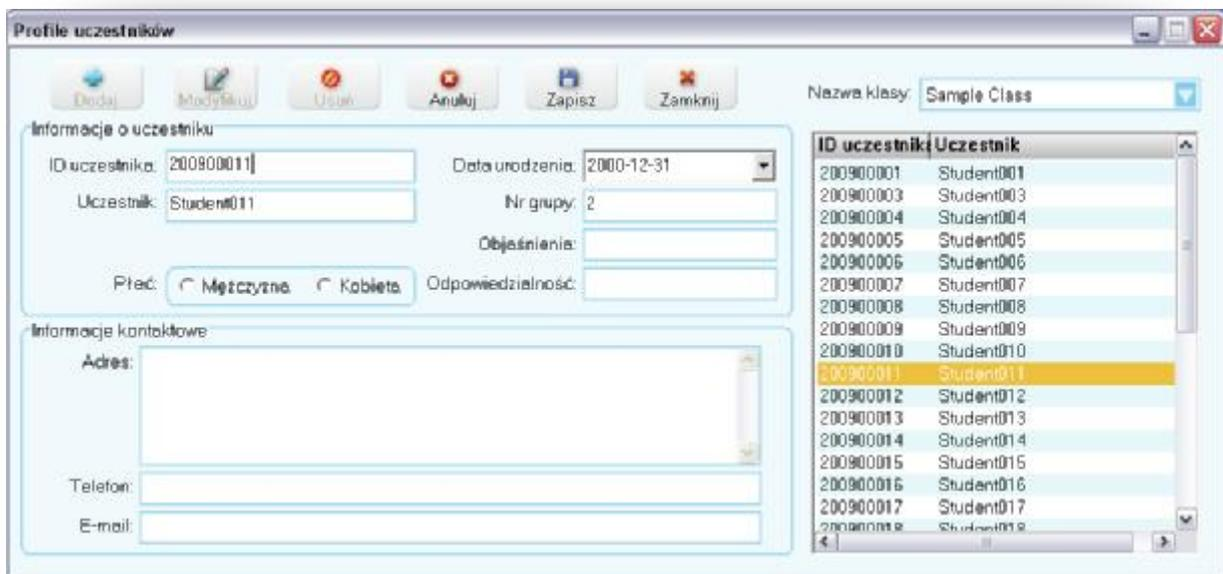 Profile uczestników
Dodaj Modyfikuj Usuń Anuluj Zapisz Zamknij
Nazwa klasy: Sample Class
Informacje o uczestniku
ID uczestnika: 200900011
Data urodzenia: 2000-12-31
Uczestnik: Student011
Nr grupy: 2
Objaśnienia:
Płeć: Mężczyzna Kobieta
Odpowiedzialność:
Informacje kontaktowe
Adres:
Telefon:
E-mail:
ID uczestnika Uczestnik
200900001 Student001
200900003 Student003
200900004 Student004
200900005 Student005
200900006 Student006
200900007 Student007
200900008 Student008
200900009 Student009
200900010 Student010
200900011 Student011
200900012 Student012
200900013 Student013
200900014 Student014
200900015 Student015
200900016 Student016
200900017 Student017
200900018 Student018